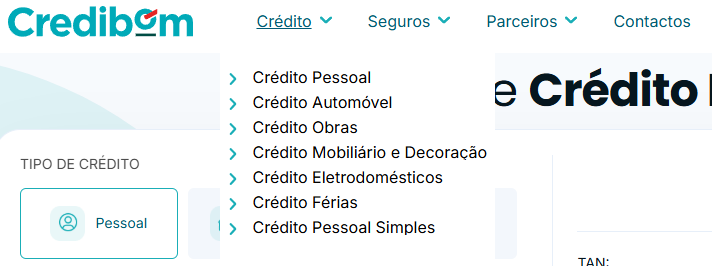 Credibom
Crédito
Seguros
Parceiros
Contactos
Crédito Pessoal
Crédito Automóvel
Crédito Obras
Crédito Mobiliário e Decoração
Crédito Eletrodomésticos
Crédito Férias
Crédito Pessoal Simples
e Crédito
TIPO DE CRÉDITO
Pessoal
TAN: